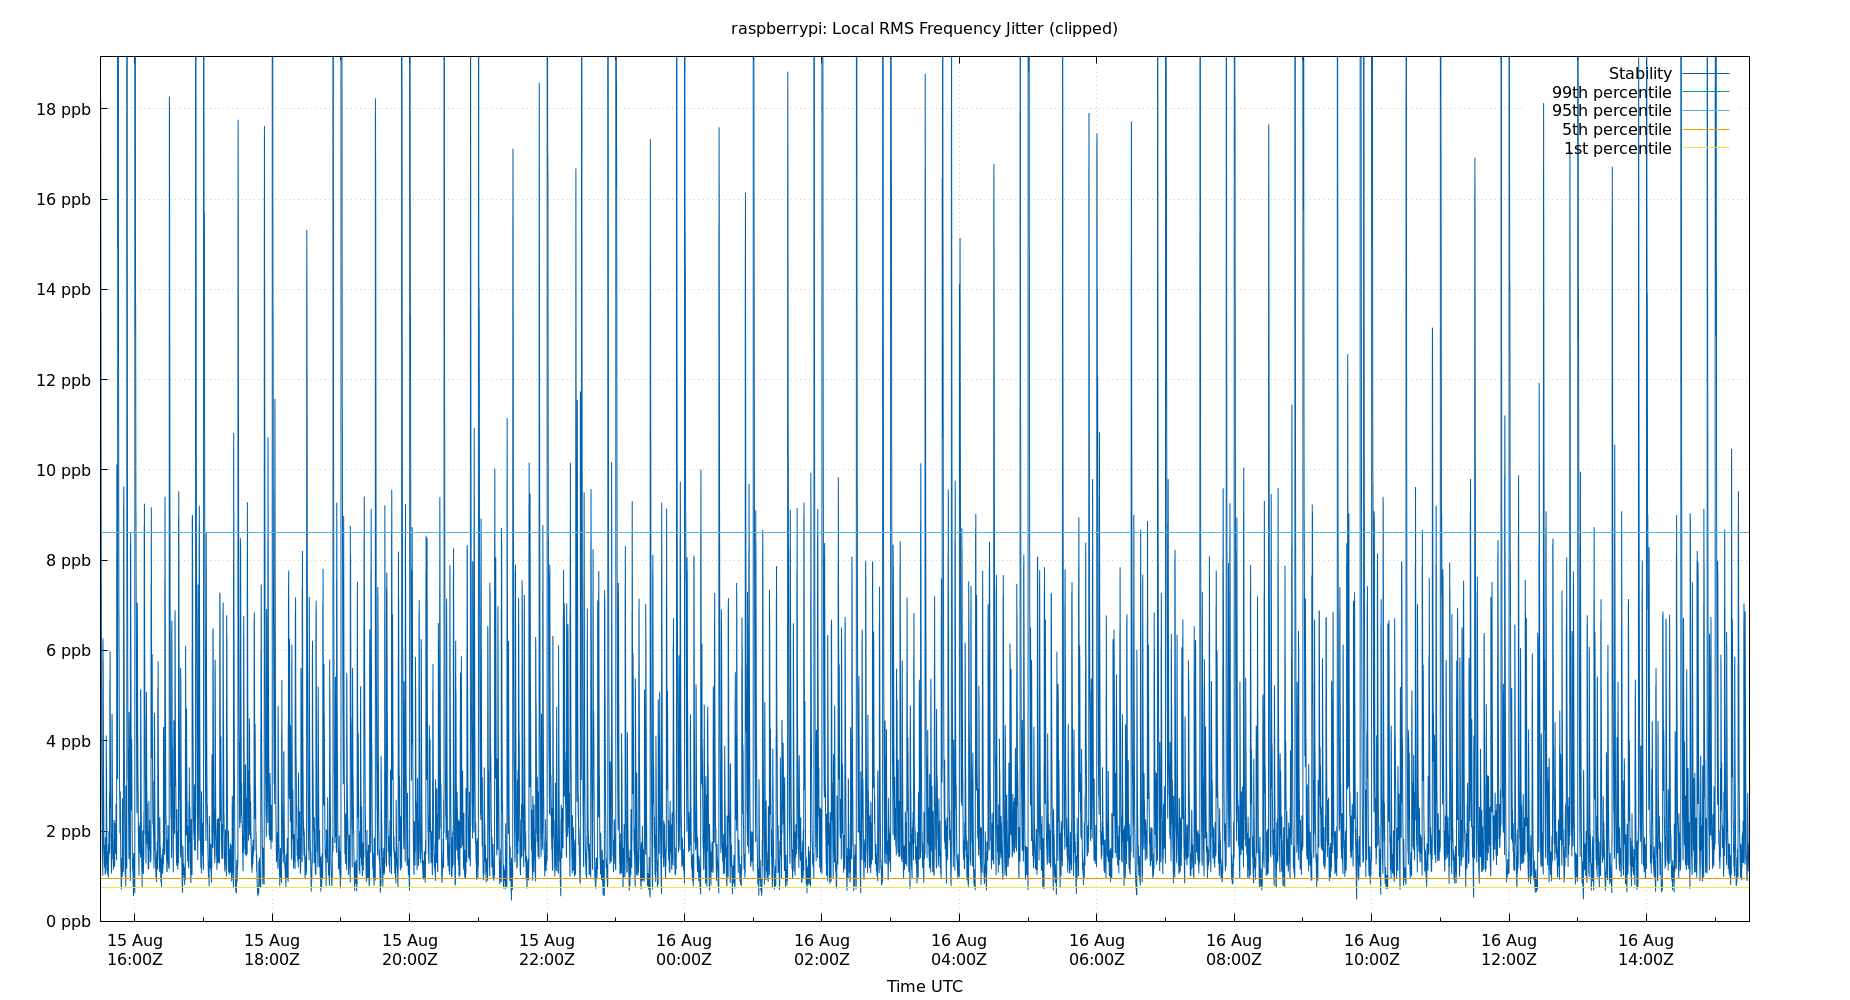 raspberrypi: Local RMS Frequency Jitter (clipped)
Stability
99th percentile
95th percentile
5th percentile
1st percentile
18 ppb
16 ppb
14 ppb
12 ppb
10 ppb
8 ppb
6 ppb
4 ppb
2 ppb
0 ppb
15 Aug 15 Aug 15 Aug 15 Aug 16 Aug 16 Aug 16 Aug 16 Aug 16 Aug 16 Aug 16 Aug 16 Aug
16:00Z 18:00Z 20:00Z 22:00Z 00:00Z 02:00Z 04:00Z 06:00Z 08:00Z 10:00Z 12:00Z 14:00Z
Time UTC